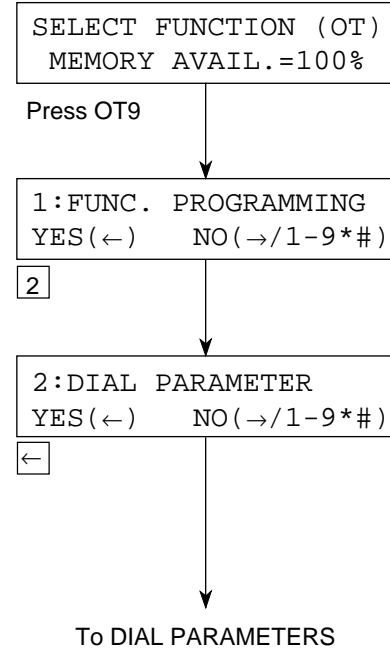 SELECT FUNCTION (OT)
MEMORY AVAIL.=100%
Press OT9
1:FUNC. PROGRAMMING
YES(←) NO(→/1-9*#)
2
2:DIAL PARAMETER
YES(←) NO(→/1-9*#)
←
To DIAL PARAMETERS